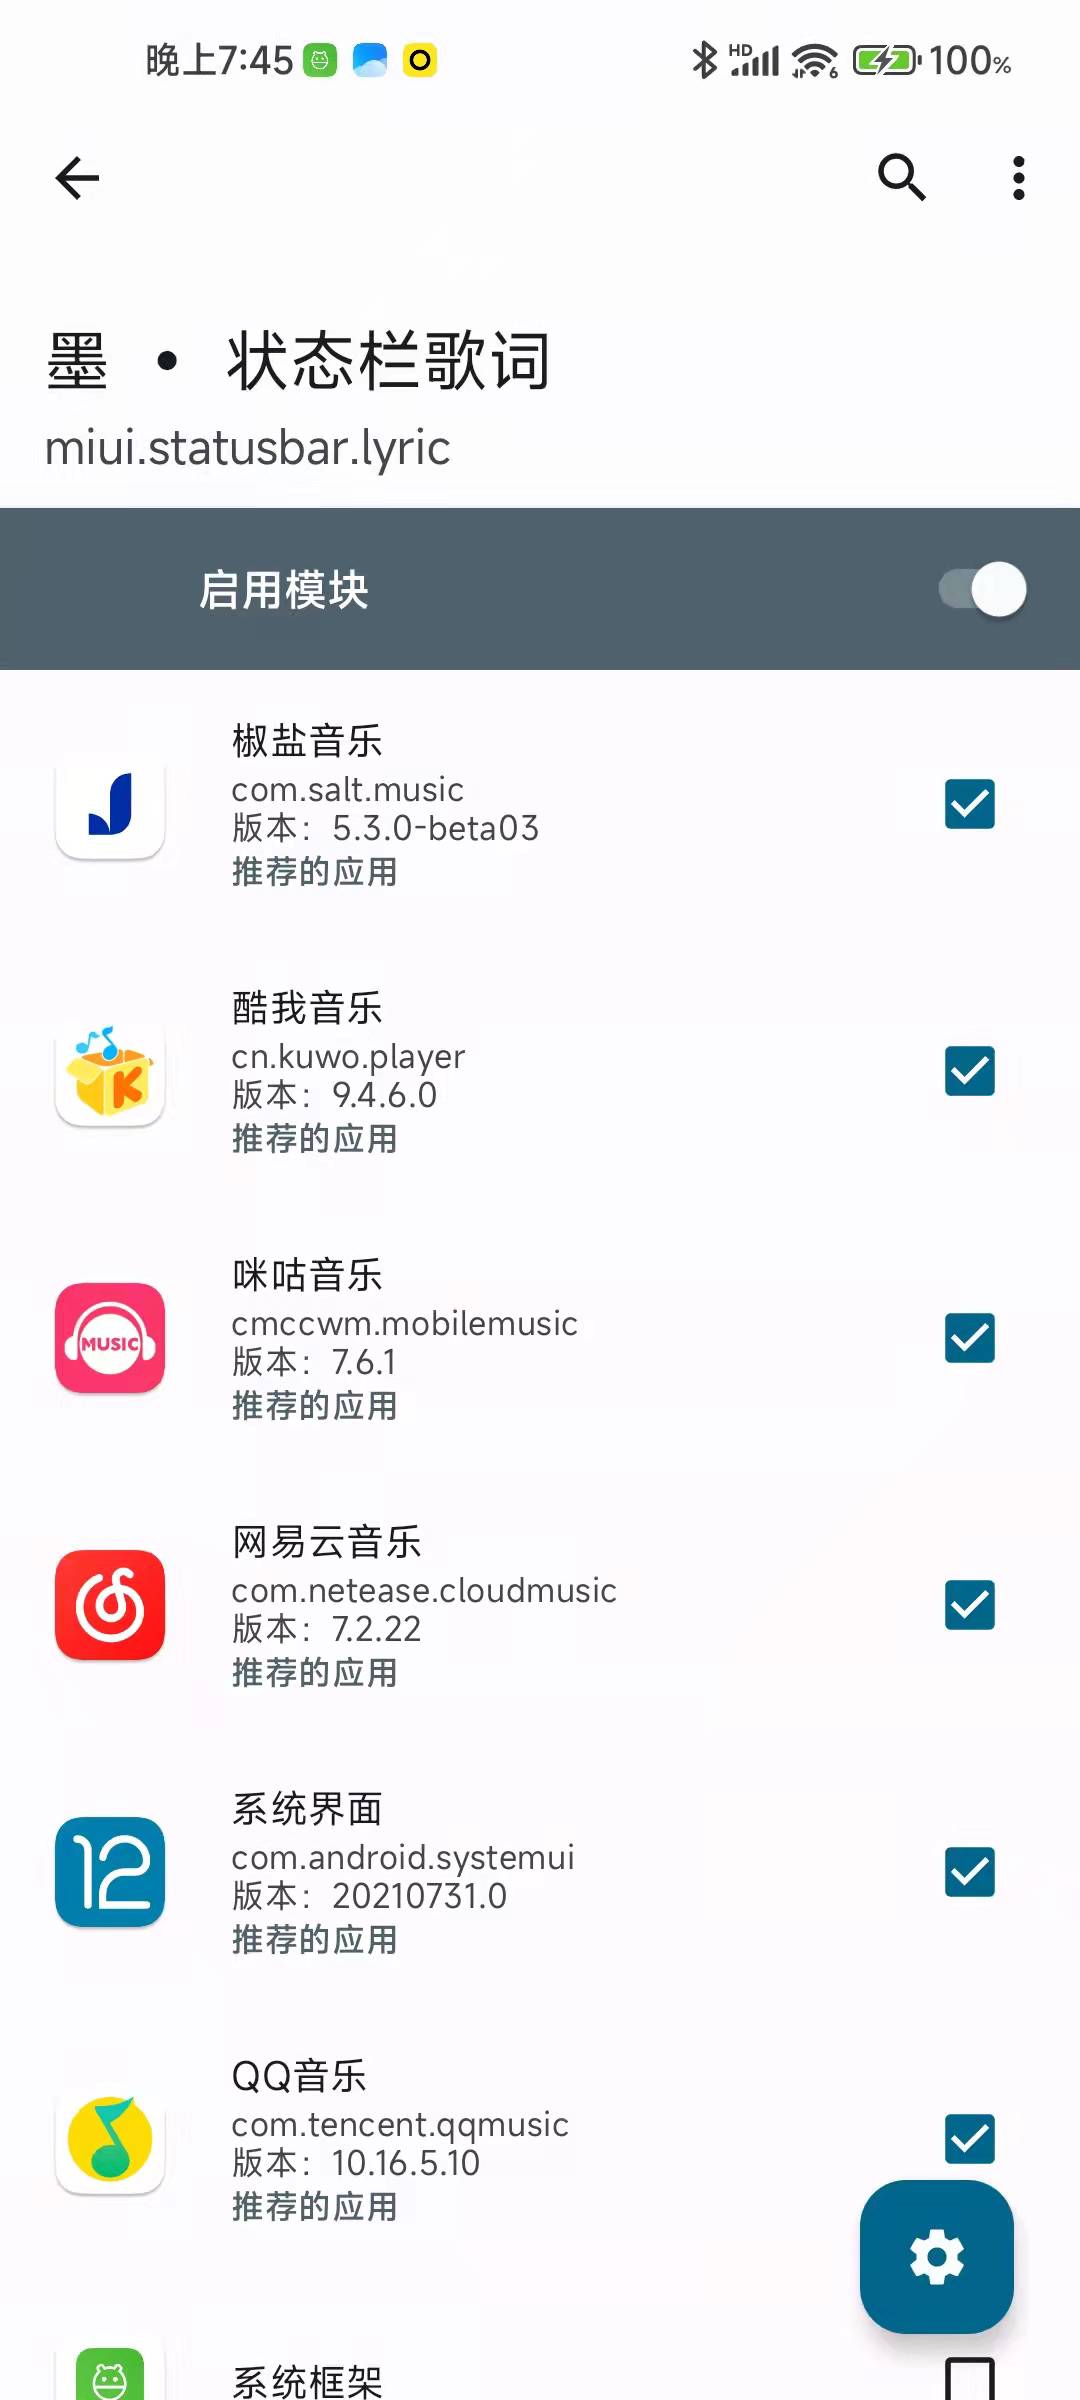 晚上7:45
HD
6
100%
墨 • 状态栏歌词
miui.statusbar.lyric
启用模块
椒盐音乐
com.salt.music
版本：5.3.0-beta03
推荐的应用
酷我音乐
cn.kuwo.player
版本：9.4.6.0
推荐的应用
K
咪咕音乐
cmccwm.mobilemusic
版本：7.6.1
推荐的应用
MUSIC
网易云音乐
com.netease.cloudmusic
版本：7.2.22
推荐的应用
系统界面
com.android.systemui
版本：20210731.0
推荐的应用
12
QQ音乐
com.tencent.qqmusic
版本：10.16.5.10
推荐的应用
系统框架